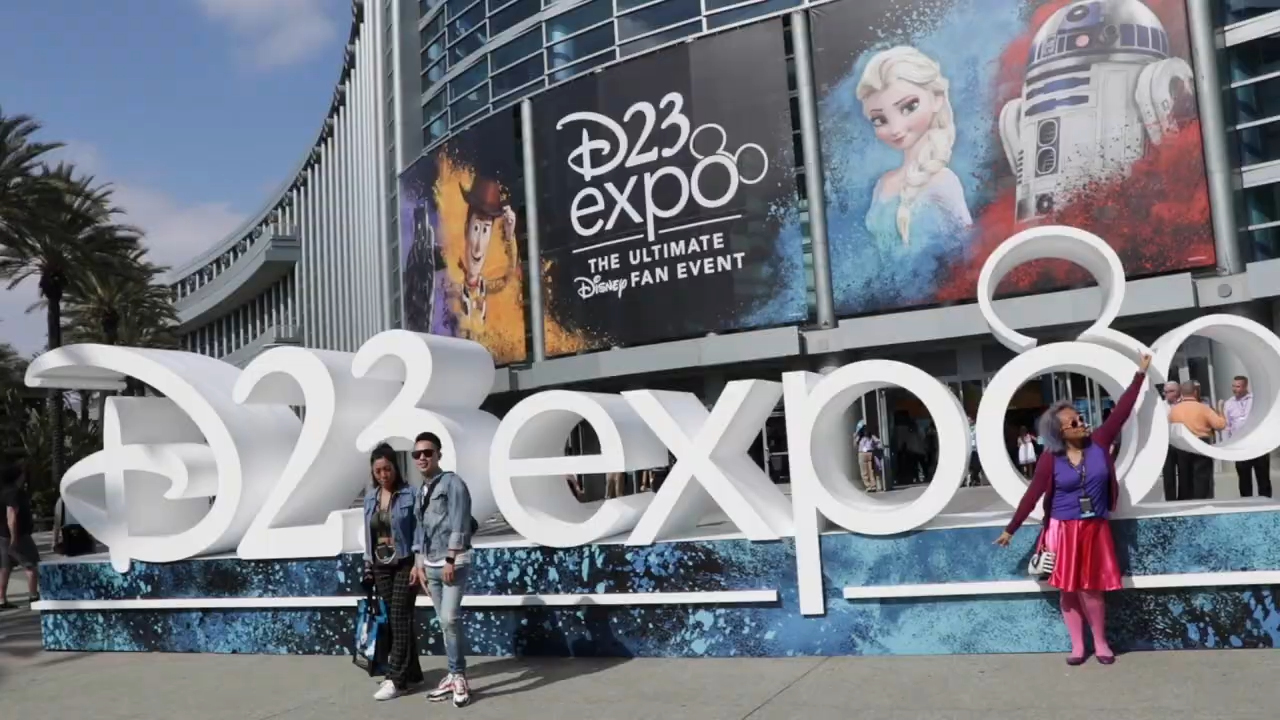 D23
expo
THE ULTIMATE
Disney FAN EVENT
D23 expo